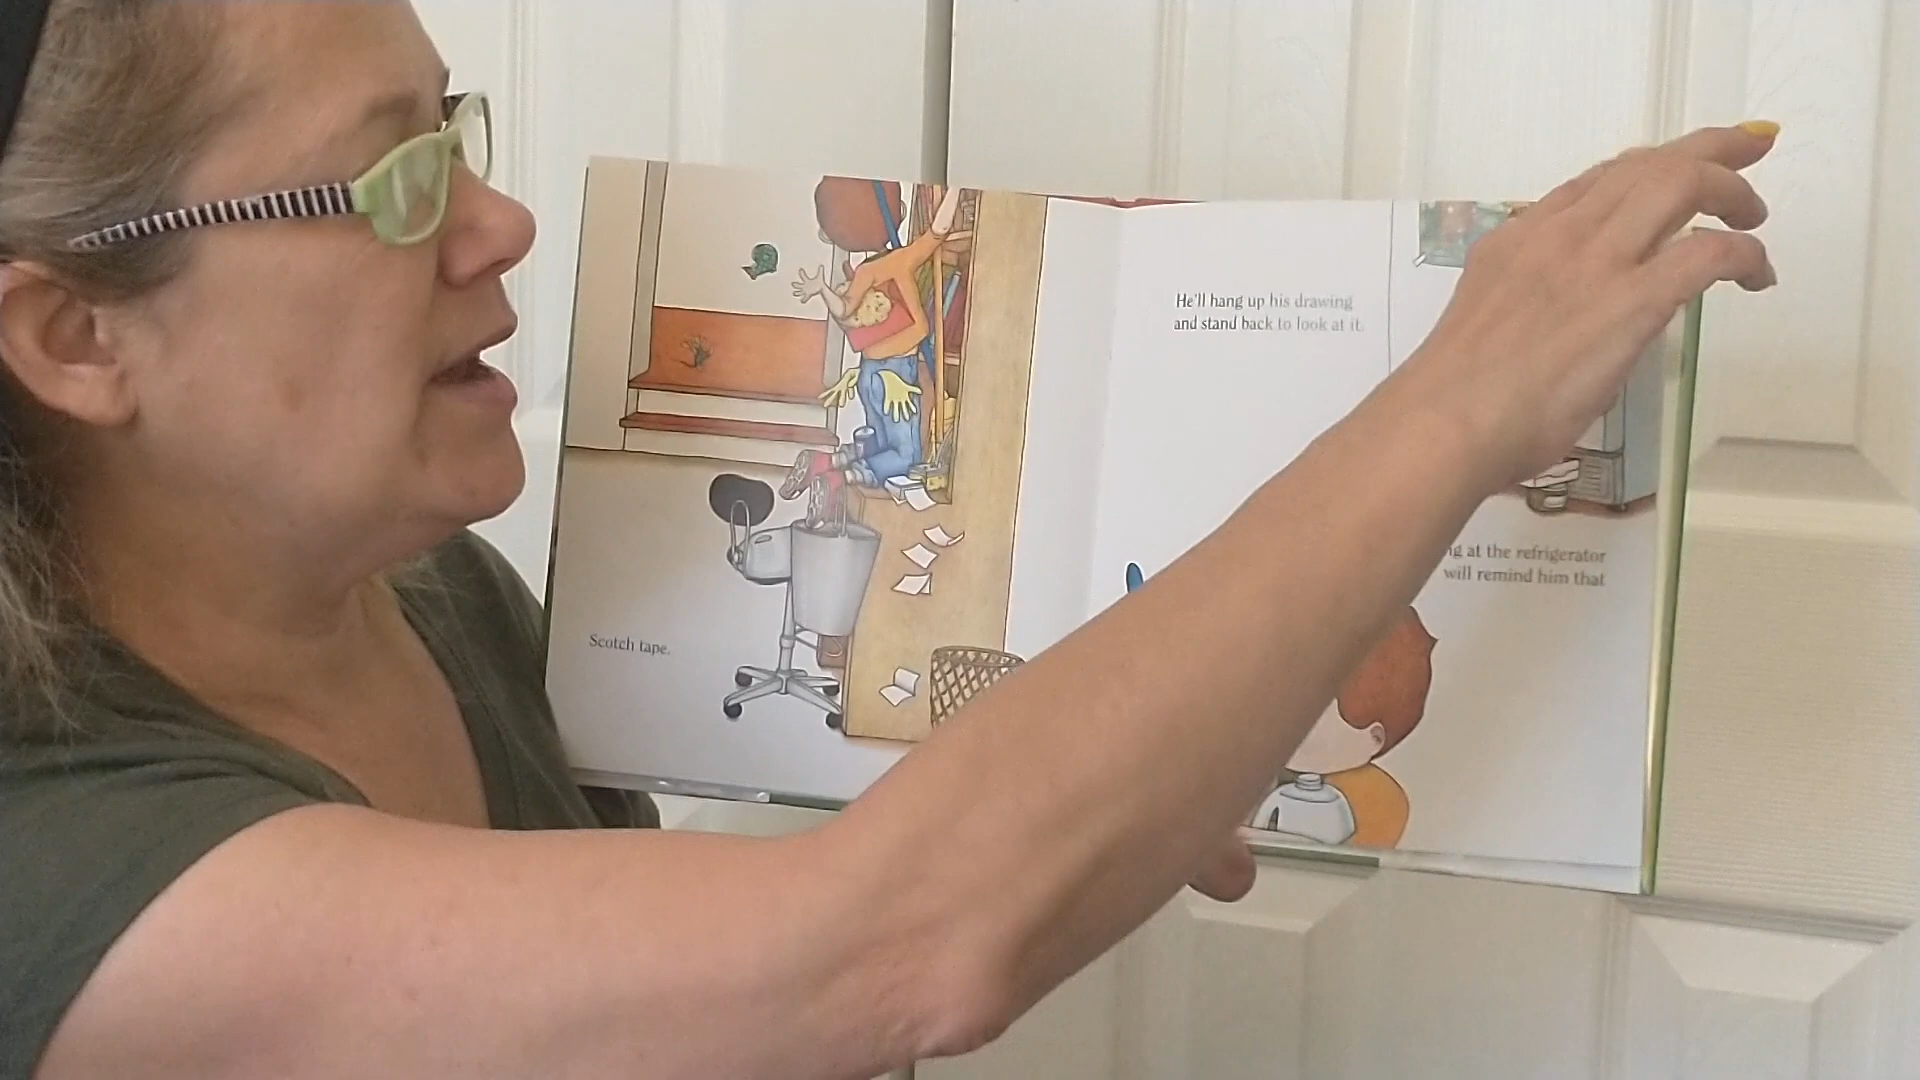 Scotch tape.
He'll hang up his drawing
and stand back to look at it.
at the refrigerator
will remind him that